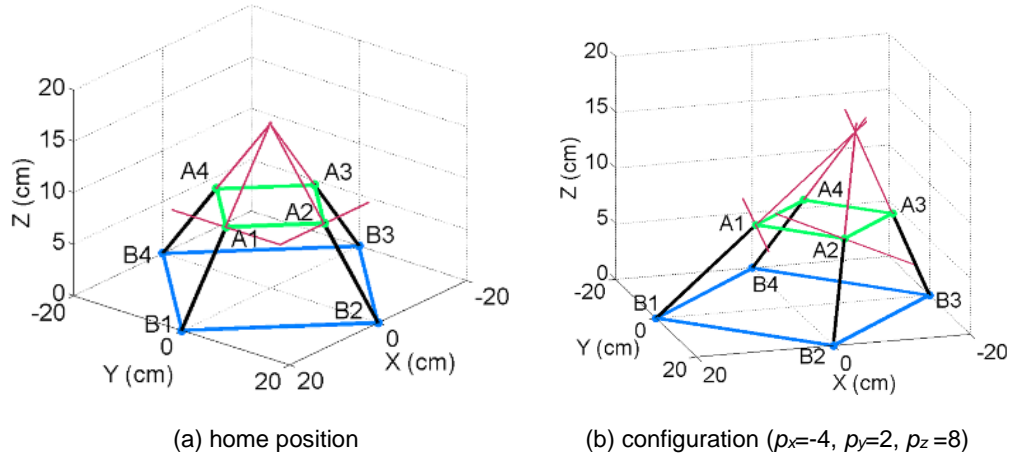 20
15
10
5
0
-20
0
20
20
0
-20
Z (cm)
Y (cm)
X (cm)
A4
A3
A2
A1
B4
B3
B1
B2
(a) home position
20
15
10
5
0
-20
0
20
20
0
-20
Z (cm)
Y (cm)
X (cm)
A4
A1
A3
A2
B4
B1
B3
B2
(b) configuration (px=-4, py=2, pz =8)